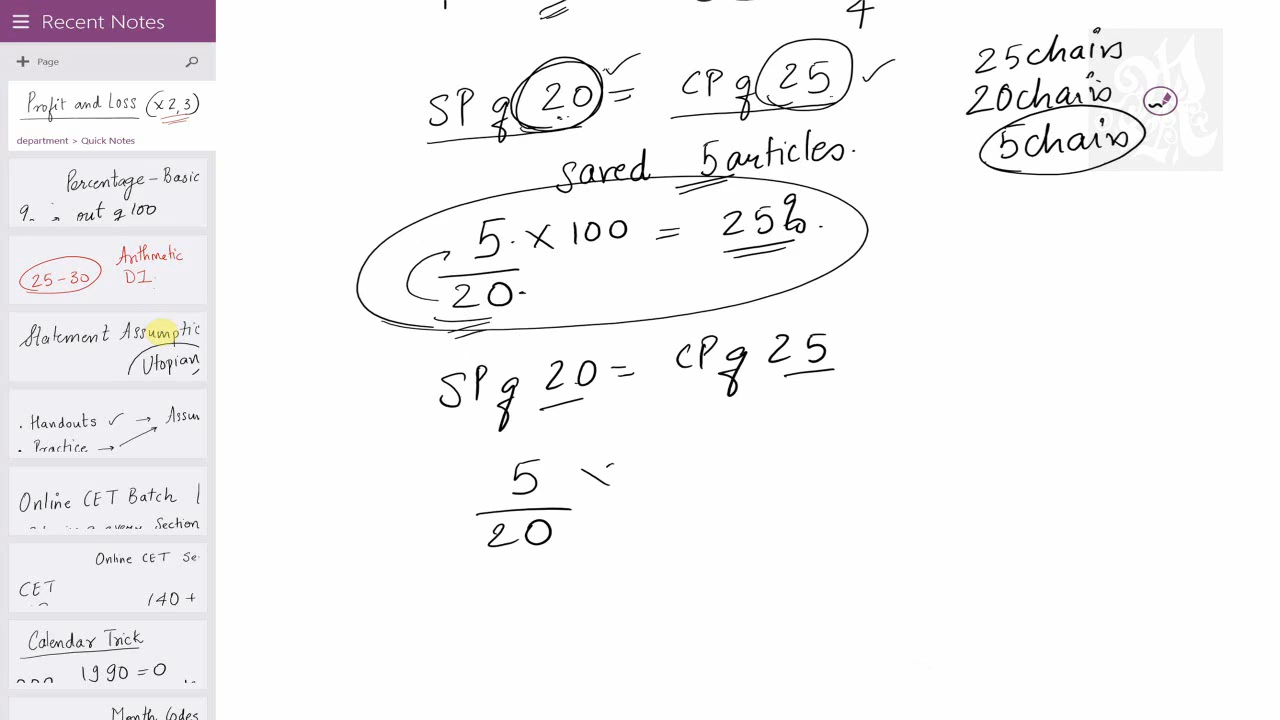 Recent Notes
+ Page
Profit and Loss (x 2,3)
department > Quick Notes
Percentage - Basic
out of 100
25-30
Arithmetic
DI
Statement Assumptic
Utopian
. Handouts ✓ → Assum
. Practice →
Online CET Batch
Section
Online CET Se
CET
140 +
Calendar Trick
1990 = 0
Month Codes
=
4
SP of 20 ✓ = CP of 25 ✓
saved 5 articles.
5 × 100 = 25%.
20
SP of 20 = CP of 25
5
20
25 chairs
20 chairs
5 chairs